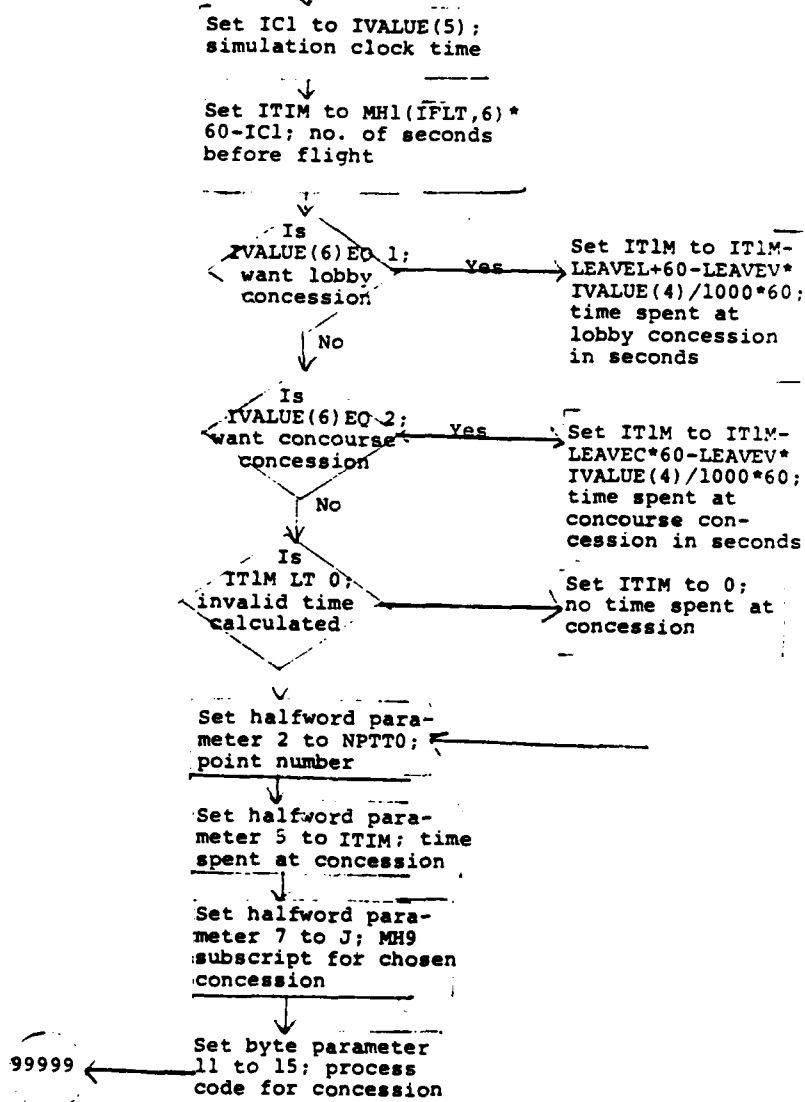 Set IC1 to IVALUE(5);
simulation clock time
Set ITIM to MH1(IFLT,6)*
60-IC1; no. of seconds
before flight
Is
IVALUE(6)EQ 1;
want lobby
concession
Yes
Set IT1M to IT1M-
LEAVEL+60-LEAVEV*
IVALUE(4)/1000*60;
time spent at
lobby concession
in seconds
No
Is
IVALUE(6)EQ 2;
want concourse
concession
Yes
Set IT1M to IT1M-
LEAVEC*60-LEAVEV*
IVALUE(4)/1000*60;
time spent at
concourse con-
cession in seconds
No
Is
IT1M LT 0;
invalid time
calculated
Set ITIM to 0;
no time spent at
concession
Set halfword para-
meter 2 to NPTT0;
point number
Set halfword para-
meter 5 to ITIM; time
spent at concession
Set halfword para-
meter 7 to J; MH9
subscript for chosen
concession
Set byte parameter
11 to 15; process
code for concession
99999